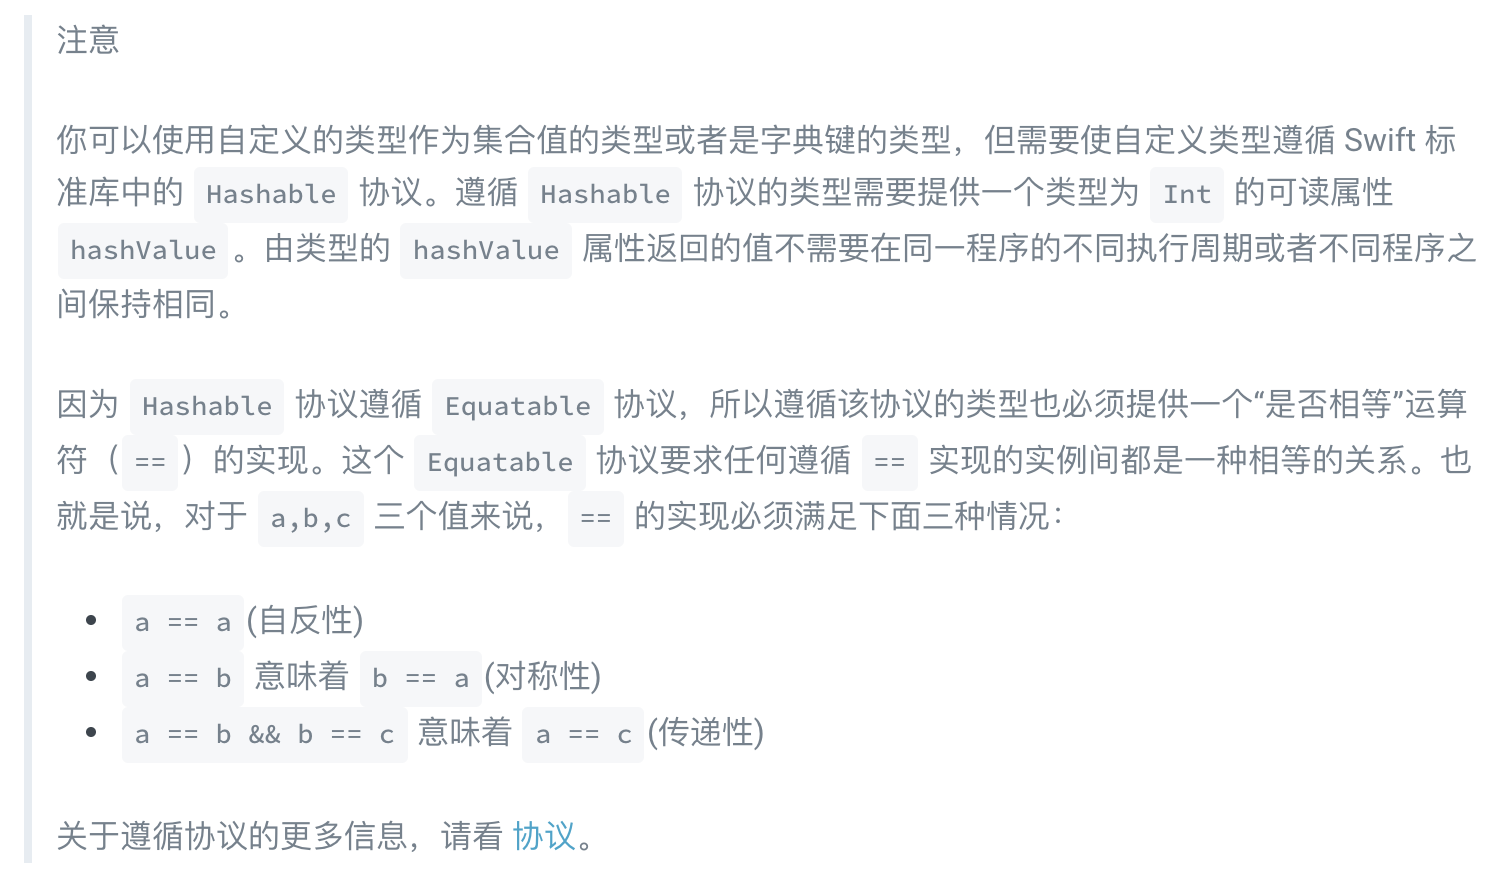 注意
你可以使用自定义的类型作为集合值的类型或者是字典键的类型，但需要使自定义类型遵循 Swift 标
准库中的 Hashable 协议。遵循 Hashable 协议的类型需要提供一个类型为 Int 的可读属性
hashValue 。由类型的 hashValue 属性返回的值不需要在同一程序的不同执行周期或者不同程序之
间保持相同。
因为 Hashable 协议遵循 Equatable 协议，所以遵循该协议的类型也必须提供一个“是否相等”运算
符（ == ）的实现。这个 Equatable 协议要求任何遵循 == 实现的实例间都是一种相等的关系。也
就是说，对于 a,b,c 三个值来说， == 的实现必须满足下面三种情况：
• a == a (自反性)
• a == b 意味着 b == a (对称性)
• a == b && b == c 意味着 a == c (传递性)
关于遵循协议的更多信息，请看 协议。